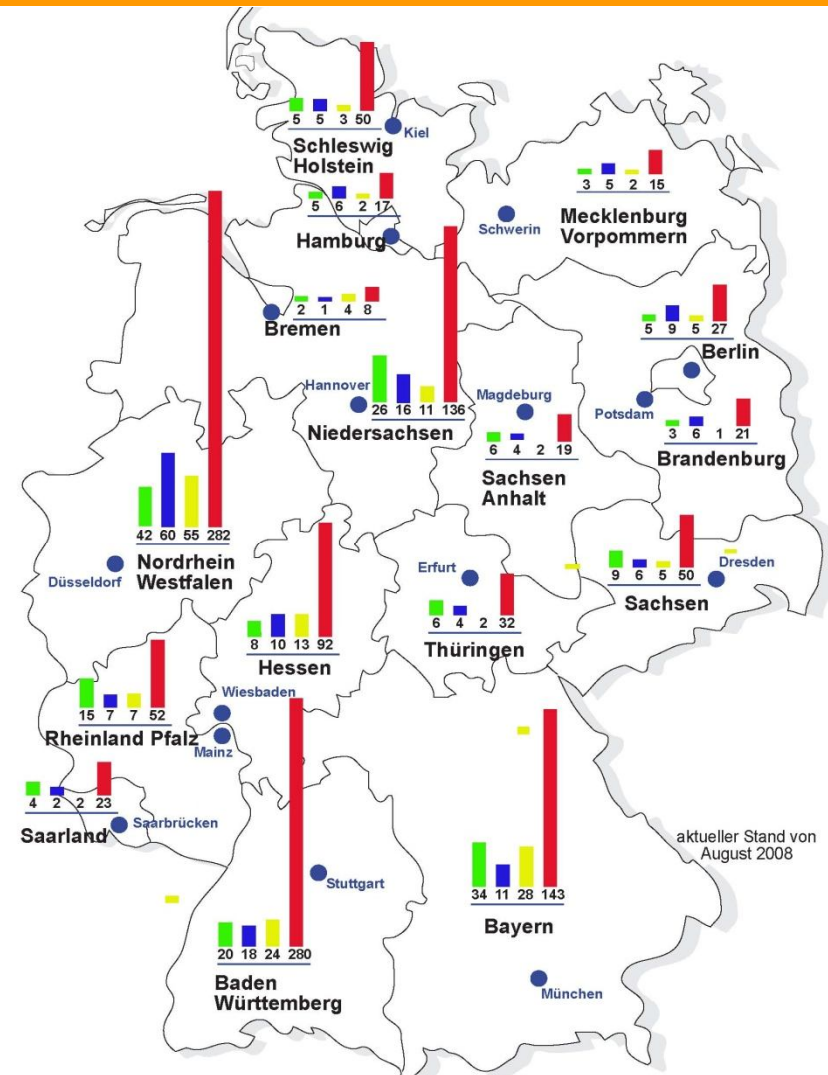 5 5 3 50
Kiel
Schleswig
Holstein
5 6 2 17
Hamburg
3 5 2 15
Schwerin
Mecklenburg
Vorpommern
2 1 4 8
Bremen
5 9 5 27
Berlin
Hannover
26 16 11 136
Niedersachsen
Magdeburg
6 4 2 19
Sachsen
Anhalt
Potsdam
3 6 1 21
Brandenburg
42 60 55 282
Nordrhein
Westfalen
Düsseldorf
8 10 13 92
Hessen
Erfurt
6 4 2 32
Thüringen
9 6 5 50
Dresden
Sachsen
15 7 7 52
Rheinland Pfalz
Wiesbaden
Mainz
4 2 2 23
Saarland
Saarbrücken
aktueller Stand von
August 2008
34 11 28 143
Bayern
Stuttgart
20 18 24 280
Baden
Württemberg
München